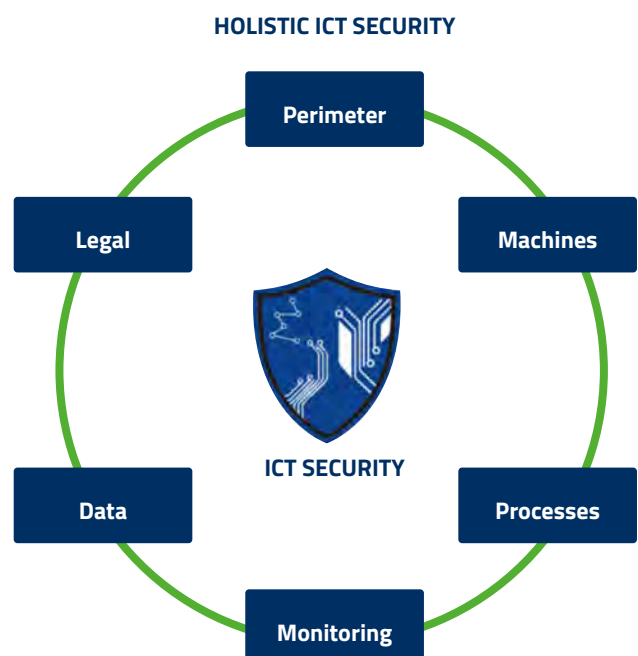 HOLISTIC ICT SECURITY
Perimeter
Legal
Machines
ICT SECURITY
Data
Processes
Monitoring